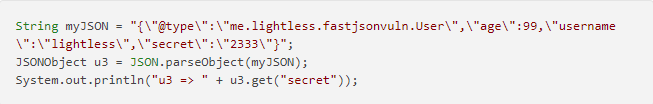 String myJSON = "{\"@type\":\"me.lightless.fastjsonvuln.User\",\"age\":99,\"username
\":\"lightless\",\"secret\":\"2333\"}";
JSONObject u3 = JSON.parseObject(myJSON);
System.out.println("u3 => " + u3.get("secret"));